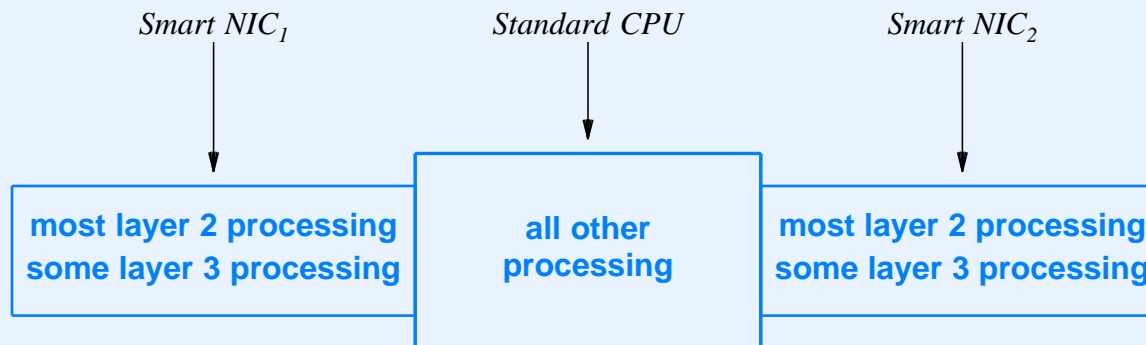 Smart NIC1
Standard CPU
Smart NIC2
most layer 2 processing
some layer 3 processing
all other
processing
most layer 2 processing
some layer 3 processing